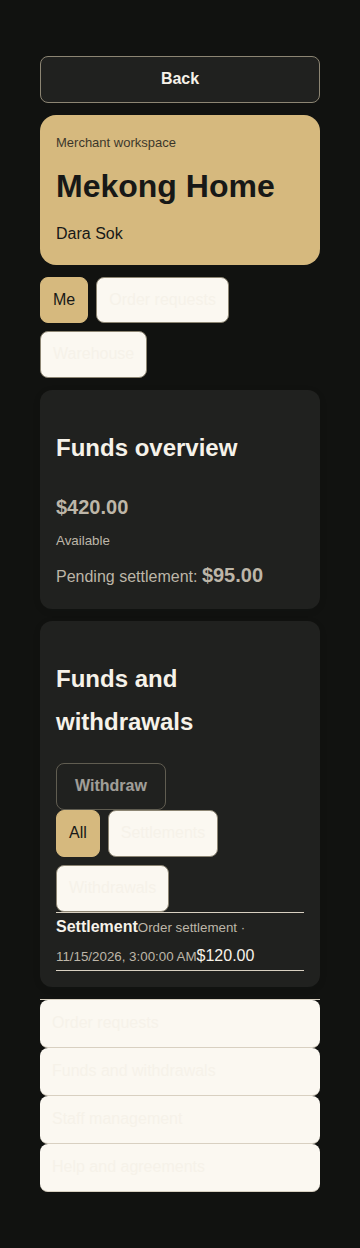 Back
Merchant workspace
Mekong Home
Dara Sok
Me Order requests
Warehouse
Funds overview
$420.00
Available
Pending settlement: $95.00
Funds and
withdrawals
Withdraw
All Settlements
Withdrawals
SettlementOrder settlement ·
11/15/2026, 3:00:00 AM$120.00
Order requests
Funds and withdrawals
Staff management
Help and agreements